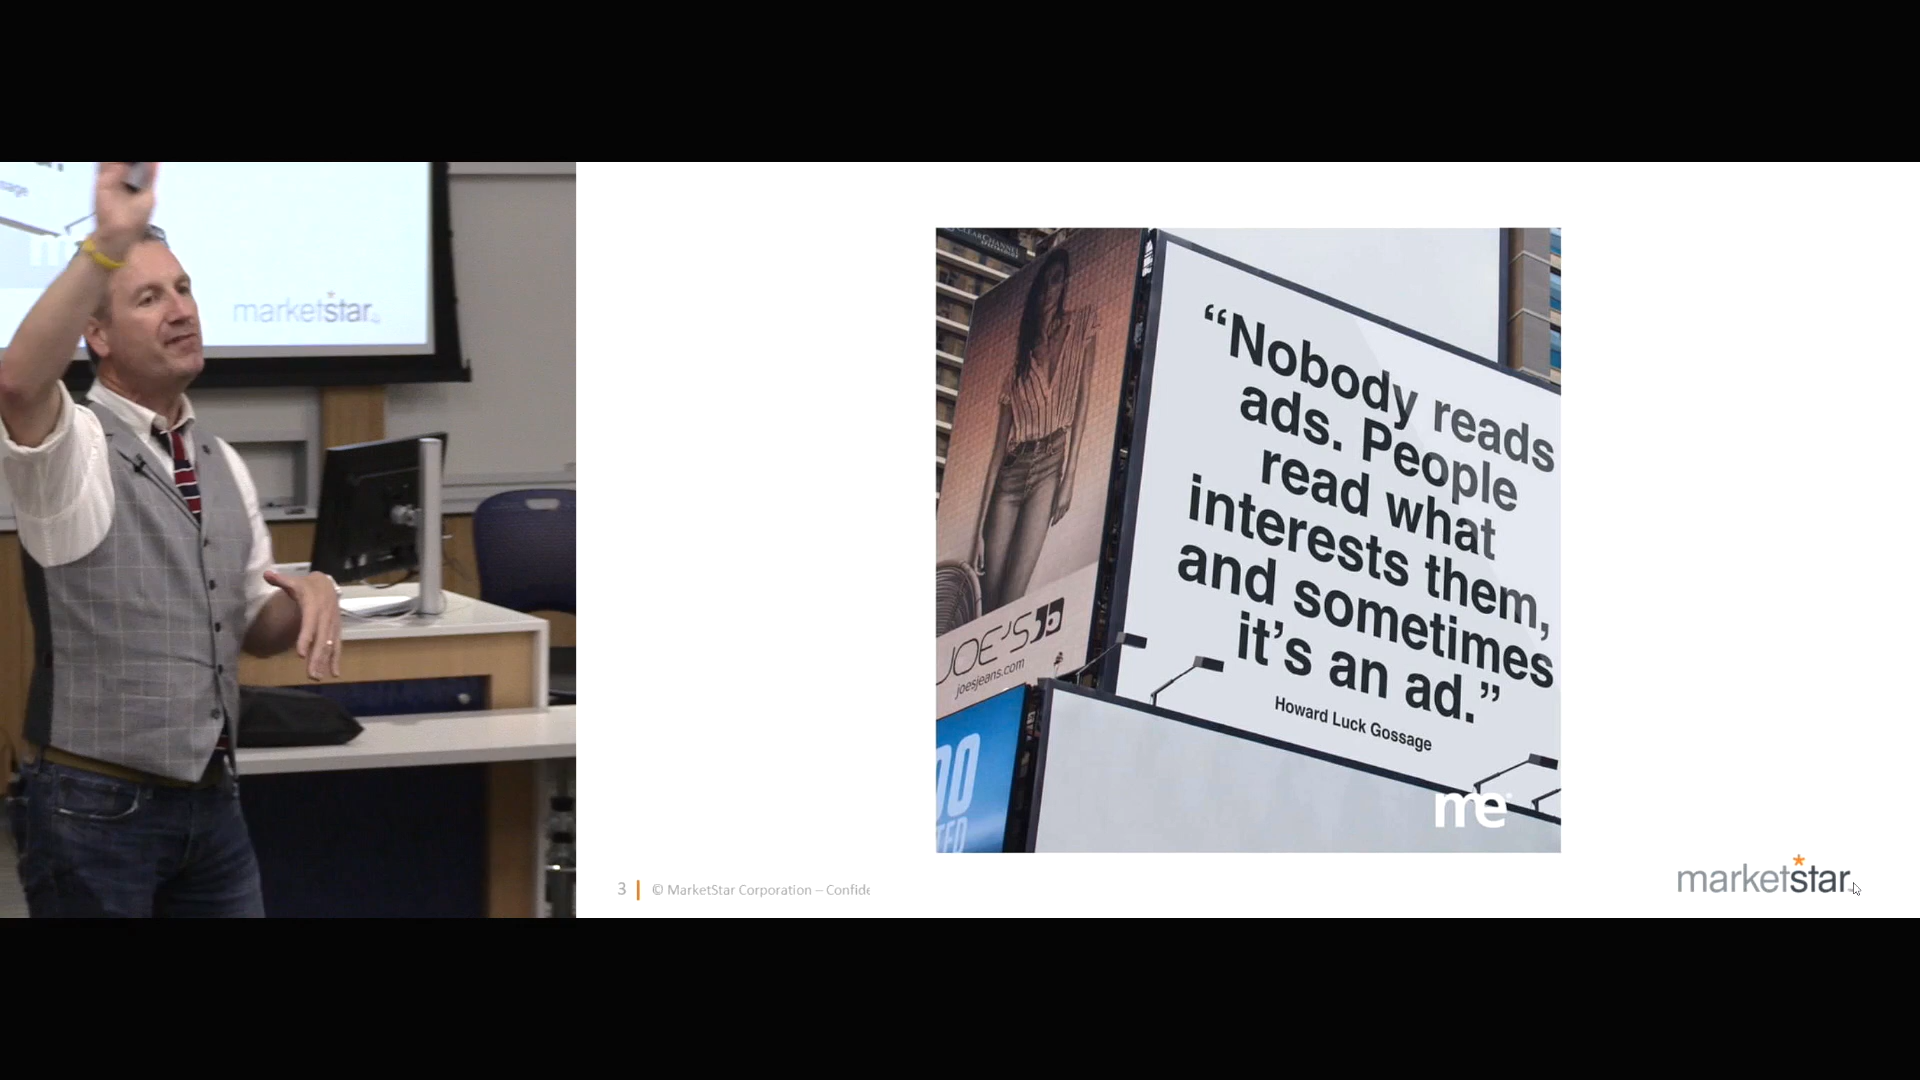 marketstar
CLEARCHANNEL
“Nobody reads
ads. People
read what
interests them,
and sometimes
it’s an ad.”
Howard Luck Gossage
JOE'S
joesjeans.com
me
3 | © MarketStar Corporation – Confide
marketstar